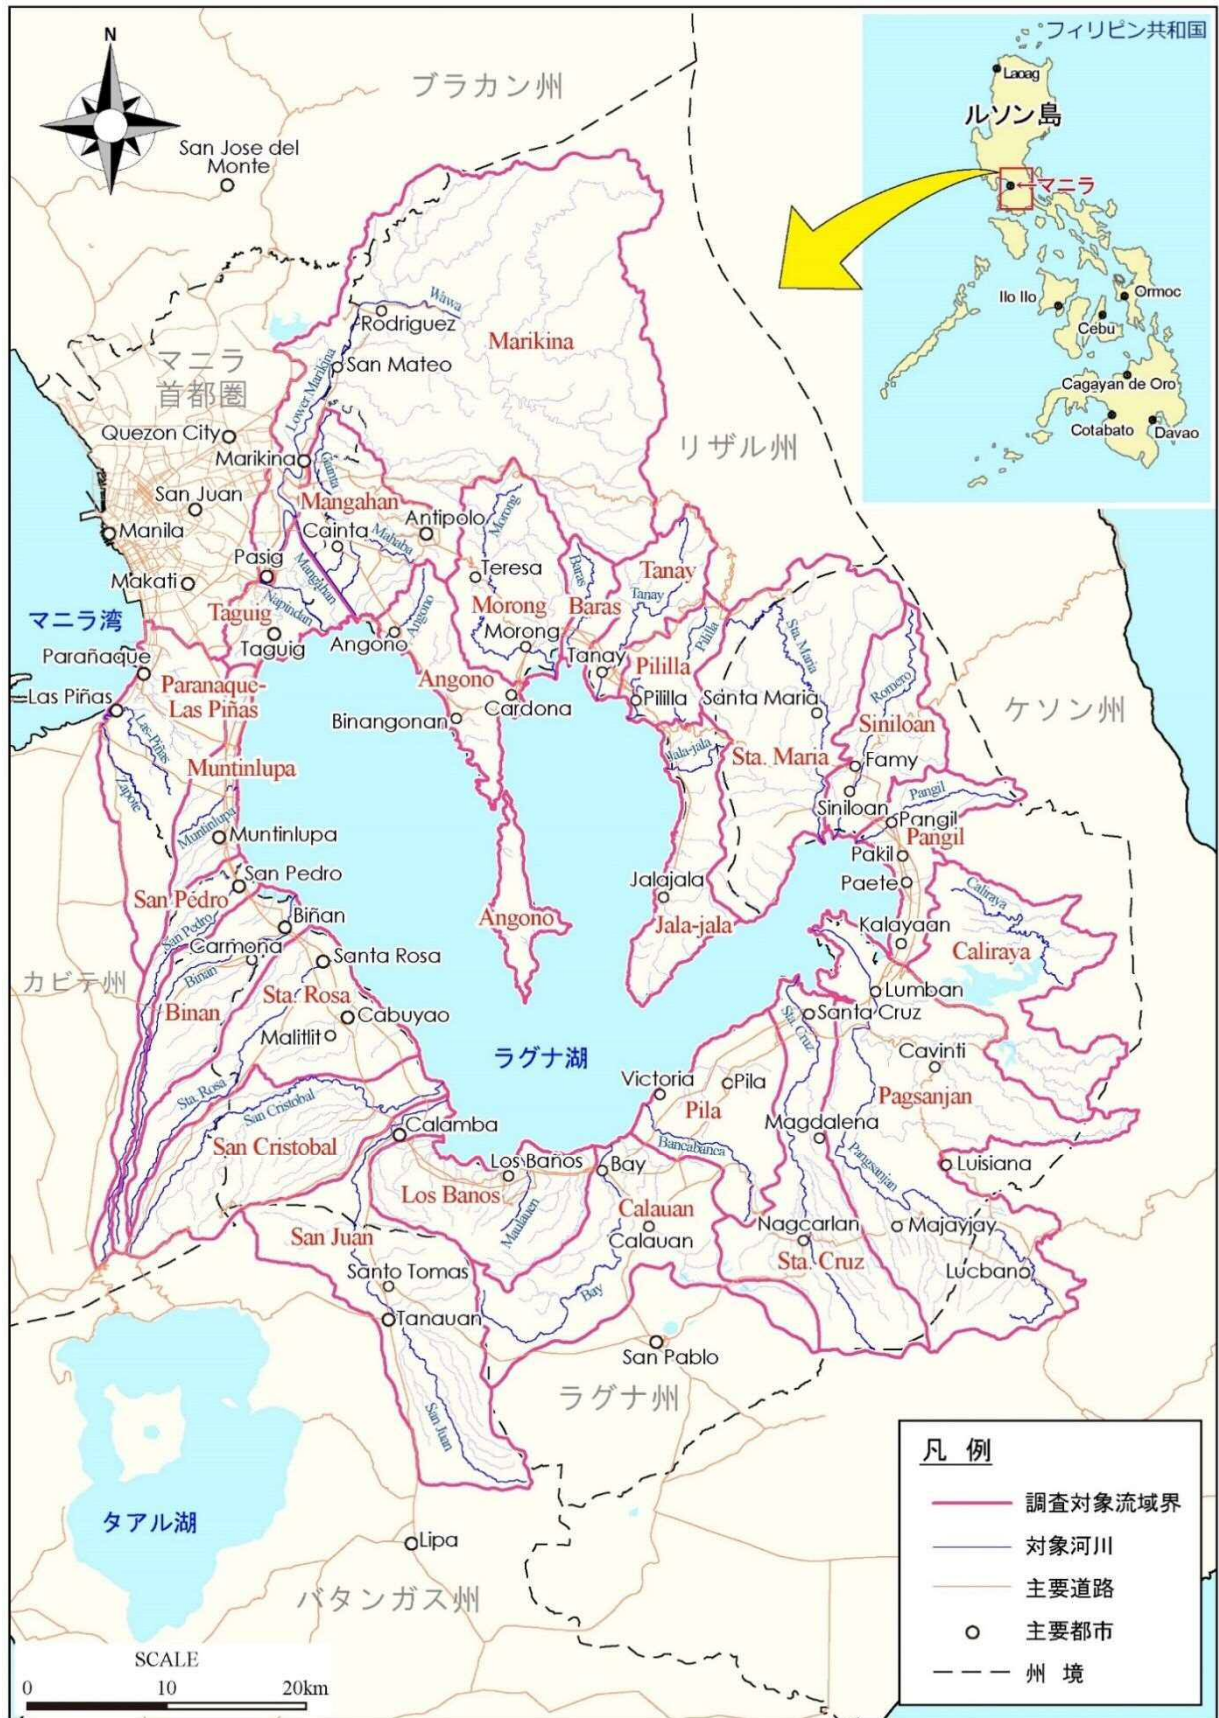 N
ブラカン州
フィリピン共和国
Laoag
ルソン島
←マニラ
San Jose del
Monte
Ilo Ilo
Ormoc
Cebu
Cagayan de Oro
Cotabato
Davao
Wawa
Rodriguez
Marikina
マニラ
首都圏
San Mateo
Lower Marikina
リザル州
Quezon City
Marikina
San Juan
Mangahan
Antipolo
Morong
Manila
Cainta
Mahaba
Pasig
Mangahan
Teresa
Baras
Tanay
Makati
Napindan
Morong
Baras
Tanay
マニラ湾
Taguig
Taguig
Angono
Angono
Morong
Tanay
Pililla
Pililla
Sta. Maria
Parañaque
Paranaque-
Las Piñas
Angono
Cardona
Pililla
Santa Maria
Romero
Siniloan
ケソン州
Las Piñas
Las-Piñas
Binangonan
Jala-jala
Sta. Maria
Famy
Zapote
Muntinlupa
Siniloan
Pangil
Pangil
Muntinlupa
Muntinlupa
Pangil
Pakil
San Pedro
San Pedro
Jalajala
Paete
Caliraya
San Pedro
Biñan
Angono
Jala-jala
Kalayaan
Carmona
Caliraya
カビテ州
Binan
Santa Rosa
Lumban
Binan
Sta. Rosa
Cabuyao
Santa Cruz
Sta. Cruz
Malitlit
ラグナ湖
Cavinti
Sta. Rosa
San Cristobal
Victoria
Pila
Pagsanjan
Pila
San Cristobal
Calamba
Magdalena
Bancabanca
Los Baños
Bay
Pangsanjan
Luisiana
Los Banos
Maulauen
Calauan
San Juan
Calauan
Nagcarlan
Majayjay
Santo Tomas
Sta. Cruz
Lucbano
Bay
Tanauan
San Pablo
ラグナ州
San Juan
タアル湖
Lipa
バタンガス州
凡 例
調査対象流域界
対象河川
主要道路
主要都市
州 境
SCALE
0 10 20km